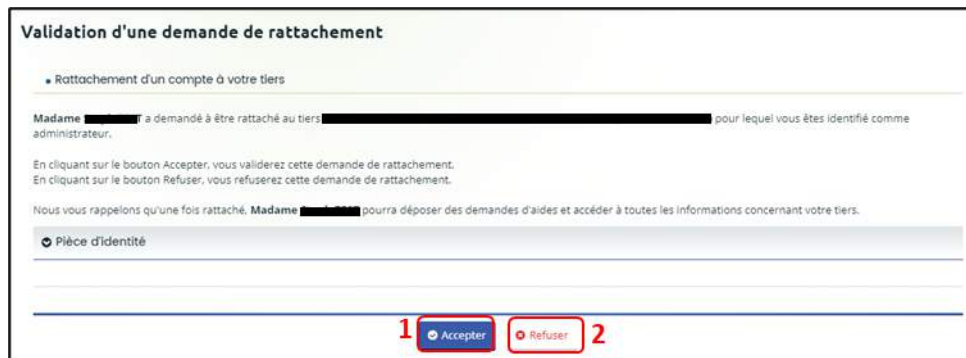 Validation d'une demande de rattachement
Rattachement d'un compte à votre tiers
Madame T a demandé à être rattaché au tiers pour lequel vous êtes identifié comme
administrateur.
En cliquant sur le bouton Accepter, vous validerez cette demande de rattachement.
En cliquant sur le bouton Refuser, vous refuserez cette demande de rattachement.
Nous vous rappelons qu'une fois rattaché, Madame pourra déposer des demandes d'aides et accéder à toutes les informations concernant votre tiers.
Pièce d'identité
1 Accepter Refuser 2